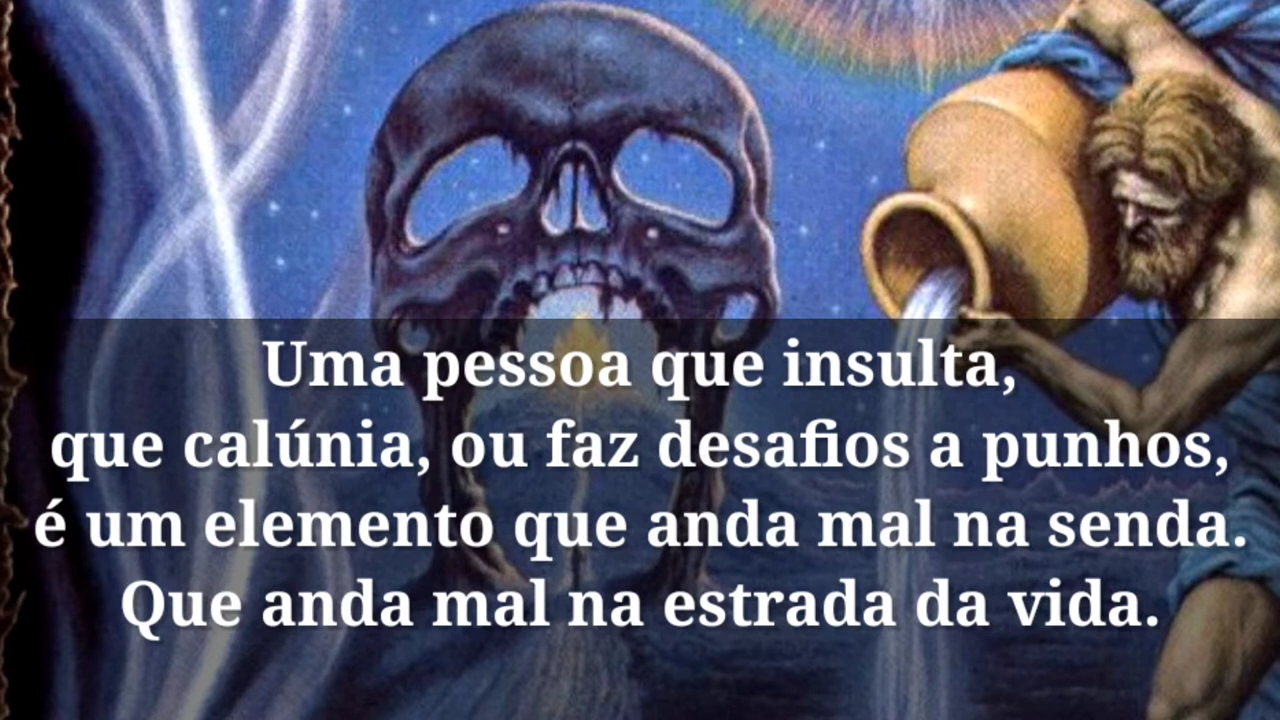 Uma pessoa que insulta,
que calúnia, ou faz desafios a punhos,
é um elemento que anda mal na senda.
Que anda mal na estrada da vida.